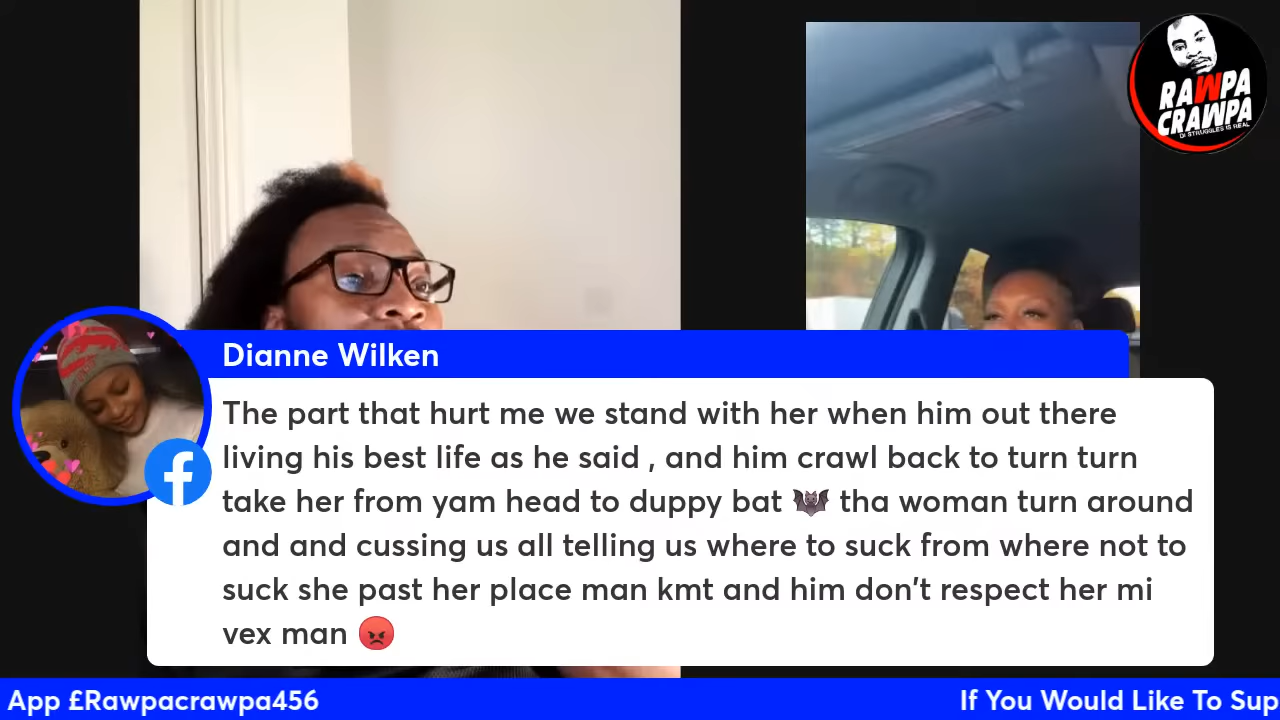 RAWPA
CRAWPA
DI STRUGGLES IS REAL
Dianne Wilken
The part that hurt me we stand with her when him out there
living his best life as he said , and him crawl back to turn turn
take her from yam head to duppy bat 🦇 tha woman turn around
and and cussing us all telling us where to suck from where not to
suck she past her place man kmt and him don't respect her mi
vex man 😡
App £Rawpacrawpa456
If You Would Like To Sup